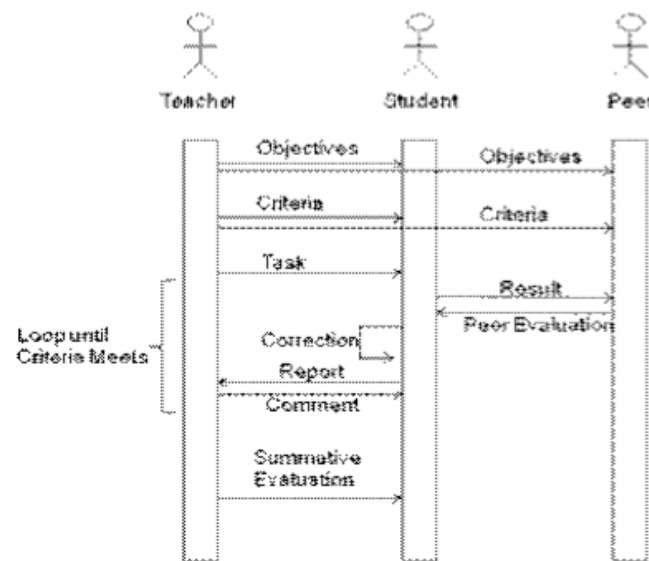 Teacher
Student
Peer
Objectives
Objectives
Criteria
Criteria
Task
Result
Peer Evaluation
Loop until
Criteria Meets
Correction
Report
Comment
Summative
Evaluation